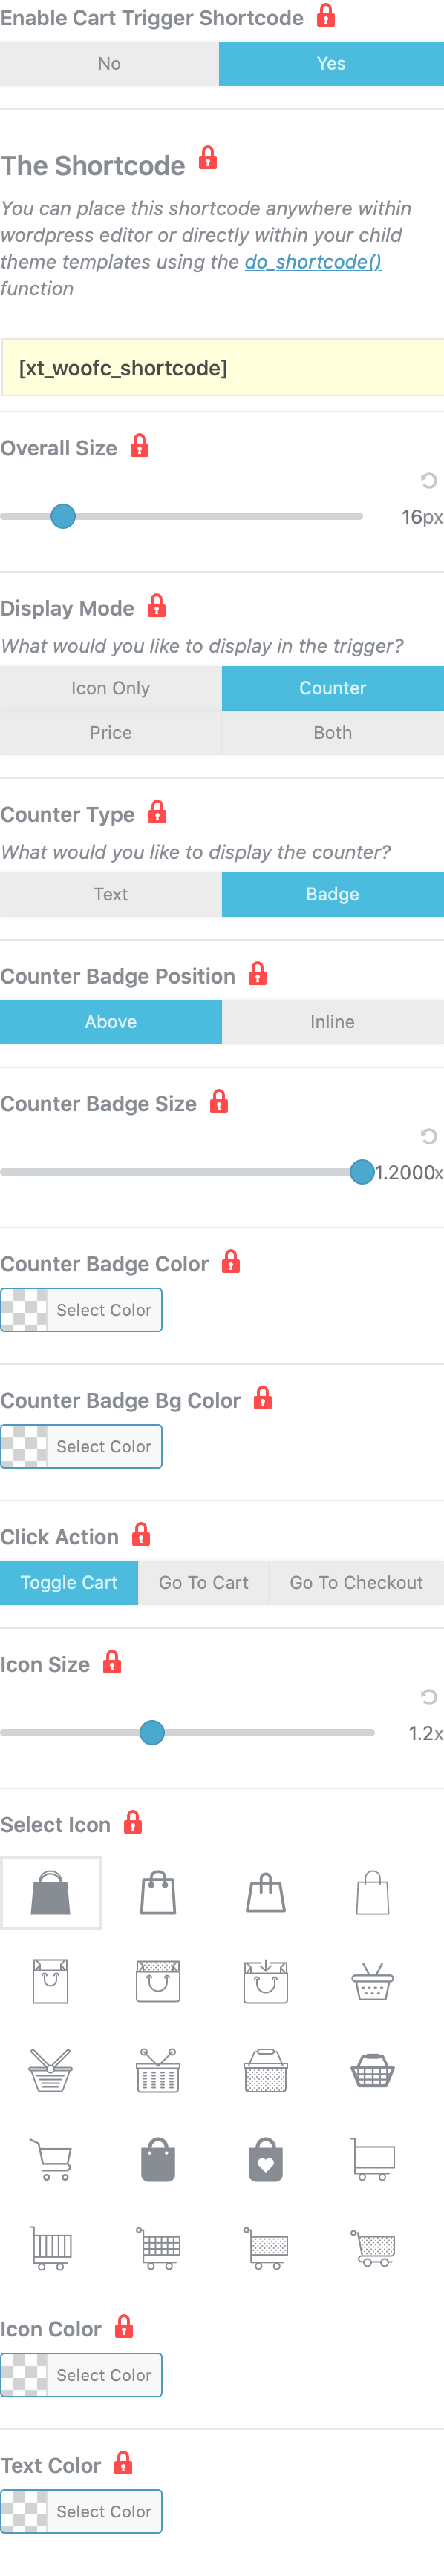 Enable Cart Trigger Shortcode
No Yes
The Shortcode
You can place this shortcode anywhere within
wordpress editor or directly within your child
theme templates using the do_shortcode()
function
[xt_woofc_shortcode]
Overall Size
16px
Display Mode
What would you like to display in the trigger?
Icon Only Counter
Price Both
Counter Type
What would you like to display the counter?
Text Badge
Counter Badge Position
Above Inline
Counter Badge Size
1.2000x
Counter Badge Color
Select Color
Counter Badge Bg Color
Select Color
Click Action
Toggle Cart Go To Cart Go To Checkout
Icon Size
1.2x
Select Icon
Icon Color
Select Color
Text Color
Select Color